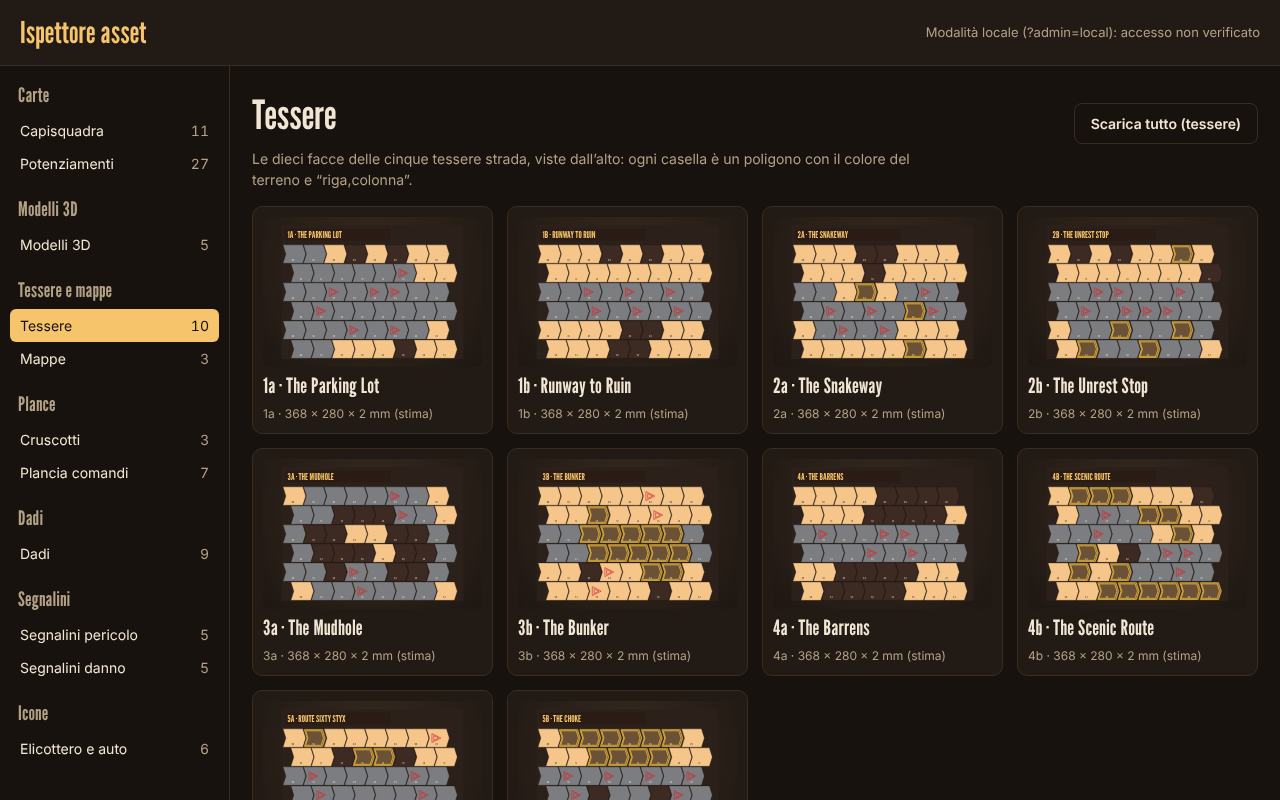 Ispettore asset
Modalità locale (?admin=local): accesso non verificato
Carte
Capisquadra 11
Potenziamenti 27
Modelli 3D
Modelli 3D 5
Tessere e mappe
Tessere 10
Mappe 3
Plance
Cruscotti 3
Plancia comandi 7
Dadi
Dadi 9
Segnalini
Segnalini pericolo 5
Segnalini danno 5
Icone
Elicottero e auto 6
Tessere
Scarica tutto (tessere)
Le dieci facce delle cinque tessere strada, viste dall’alto: ogni casella è un poligono con il colore del
terreno e “riga,colonna”.
1A · THE PARKING LOT
1a · The Parking Lot
1a · 368 × 280 × 2 mm (stima)
1B · RUNWAY TO RUIN
1b · Runway to Ruin
1b · 368 × 280 × 2 mm (stima)
2A · THE SNAKEWAY
2a · The Snakeway
2a · 368 × 280 × 2 mm (stima)
2B · THE UNREST STOP
2b · The Unrest Stop
2b · 368 × 280 × 2 mm (stima)
3A · THE MUDHOLE
3a · The Mudhole
3a · 368 × 280 × 2 mm (stima)
3B · THE BUNKER
3b · The Bunker
3b · 368 × 280 × 2 mm (stima)
4A · THE BARRENS
4a · The Barrens
4a · 368 × 280 × 2 mm (stima)
4B · THE SCENIC ROUTE
4b · The Scenic Route
4b · 368 × 280 × 2 mm (stima)
5A · ROUTE SIXTY STYX
5B · THE CHOKE